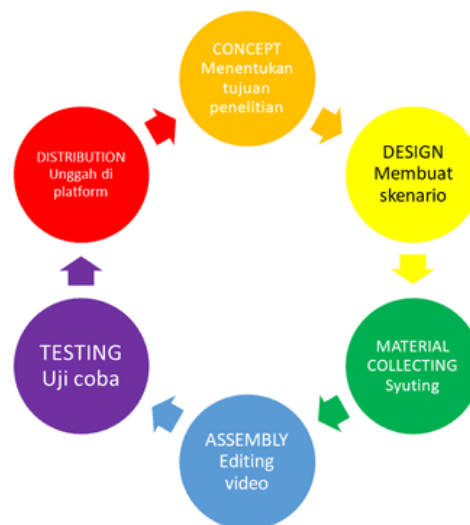 CONCEPT
Menentukan
tujuan
penelitian
DESIGN
Membuat
skenario
MATERIAL
COLLECTING
Syuting
ASSEMBLY
Editing
video
TESTING
Uji coba
DISTRIBUTION
Unggah di
platform